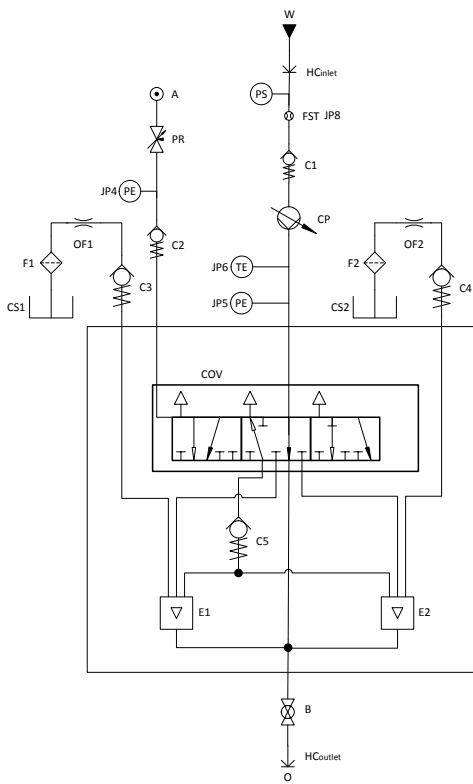 W
HCinlet
A
PS
FST JP8
PR
C1
JP4 PE
CP
OF1
C2
OF2
F1
JP6 TE
F2
C3
C4
CS1
JP5 PE
CS2
COV
C5
E1
E2
B
HCoutlet
O